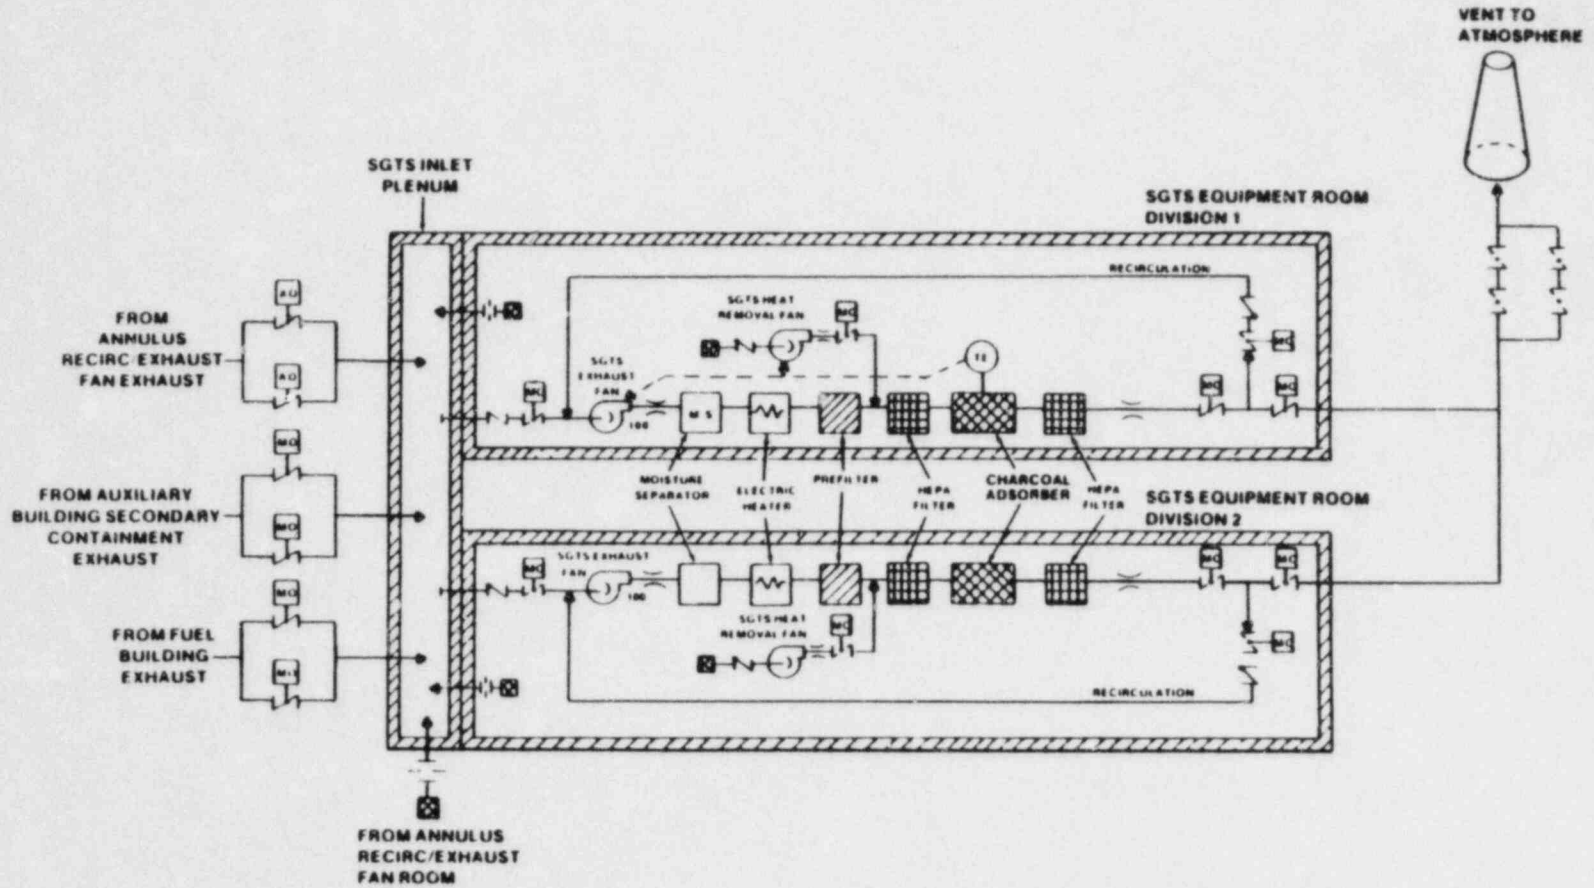 VENT TO
ATMOSPHERE
SGTS INLET
PLENUM
SGTS EQUIPMENT ROOM
DIVISION 1
RECIRCULATION
AO
FROM
ANNULUS
RECIRC/EXHAUST
FAN EXHAUST
AO
SGTS HEAT
REMOVAL FAN
MO
MO
TE
SGTS
EXHAUST
FAN
MO
100
M S
MO
MO
MOISTURE
SEPARATOR
ELECTRIC
HEATER
PREFILTER
HEPA
FILTER
CHARCOAL
ADSORBER
HEPA
FILTER
SGTS EQUIPMENT ROOM
DIVISION 2
MO
FROM AUXILIARY
BUILDING SECONDARY
CONTAINMENT
EXHAUST
MO
SGTS EXHAUST
FAN
MO
100
MO
MO
SGTS HEAT
REMOVAL FAN
MO
MO
RECIRCULATION
MO
FROM FUEL
BUILDING
EXHAUST
FROM ANNULUS
RECIRC/EXHAUST
FAN ROOM